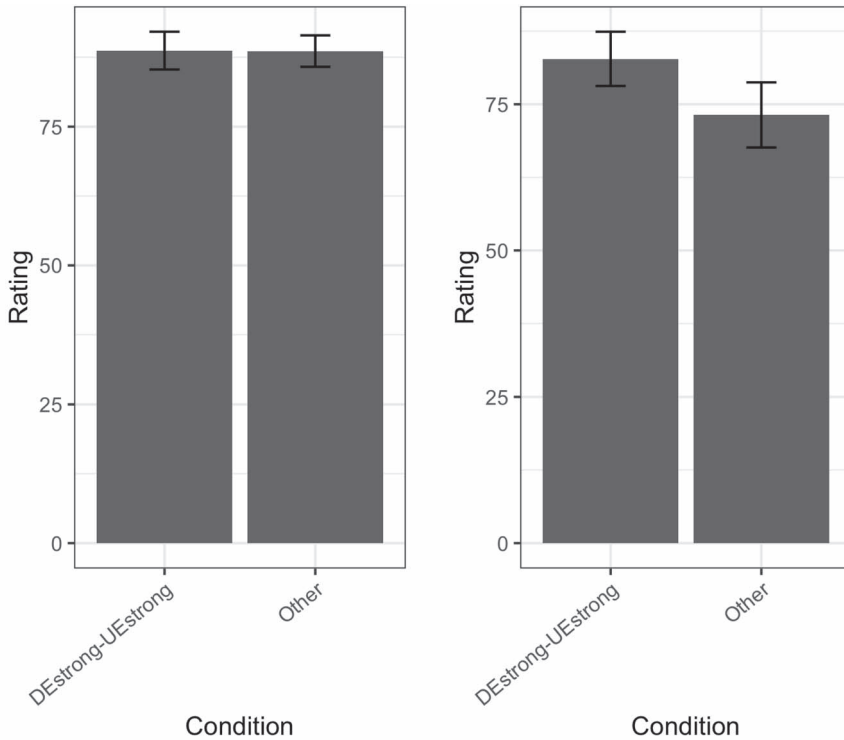 Rating
75
50
25
0
DEstrong-UEstrong
Other
Condition
Rating
75
50
25
0
DEstrong-UEstrong
Other
Condition